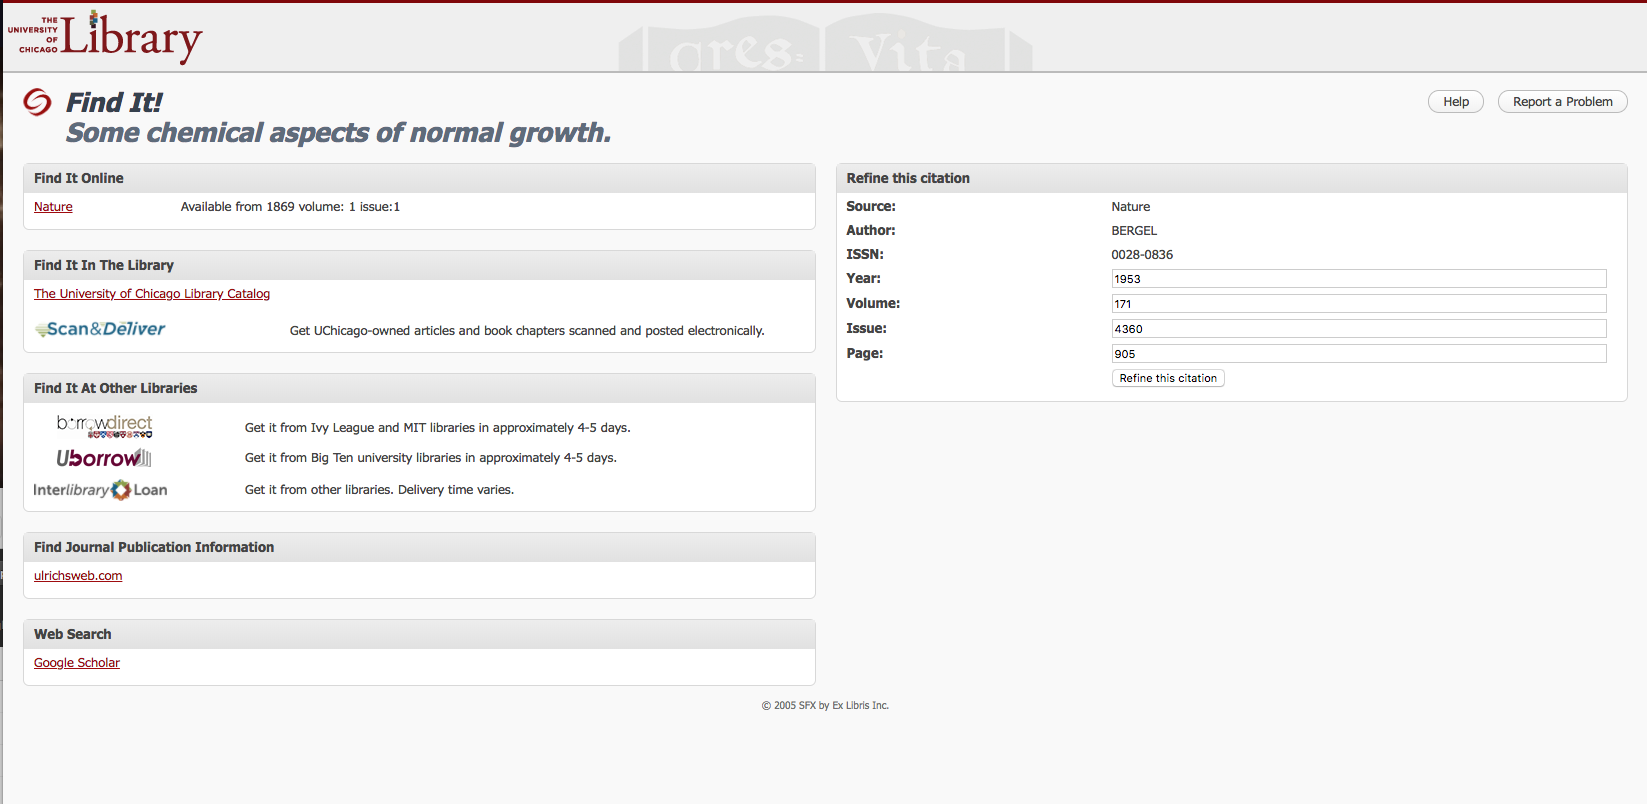 THE
UNIVERSITY
OF
CHICAGO
Library
Cres=
Vita
Find It!
Some chemical aspects of normal growth.
Help
Report a Problem
Find It Online
Nature Available from 1869 volume: 1 issue:1
Find It In The Library
The University of Chicago Library Catalog
Scan&Deliver Get UChicago-owned articles and book chapters scanned and posted electronically.
Find It At Other Libraries
borrowdirect Get it from Ivy League and MIT libraries in approximately 4-5 days.
Uborrow Get it from Big Ten university libraries in approximately 4-5 days.
Interlibrary Loan Get it from other libraries. Delivery time varies.
Find Journal Publication Information
ulrichsweb.com
Web Search
Google Scholar
Refine this citation
Source: Nature
Author: BERGEL
ISSN: 0028-0836
Year: 1953
Volume: 171
Issue: 4360
Page: 905
Refine this citation
© 2005 SFX by Ex Libris Inc.